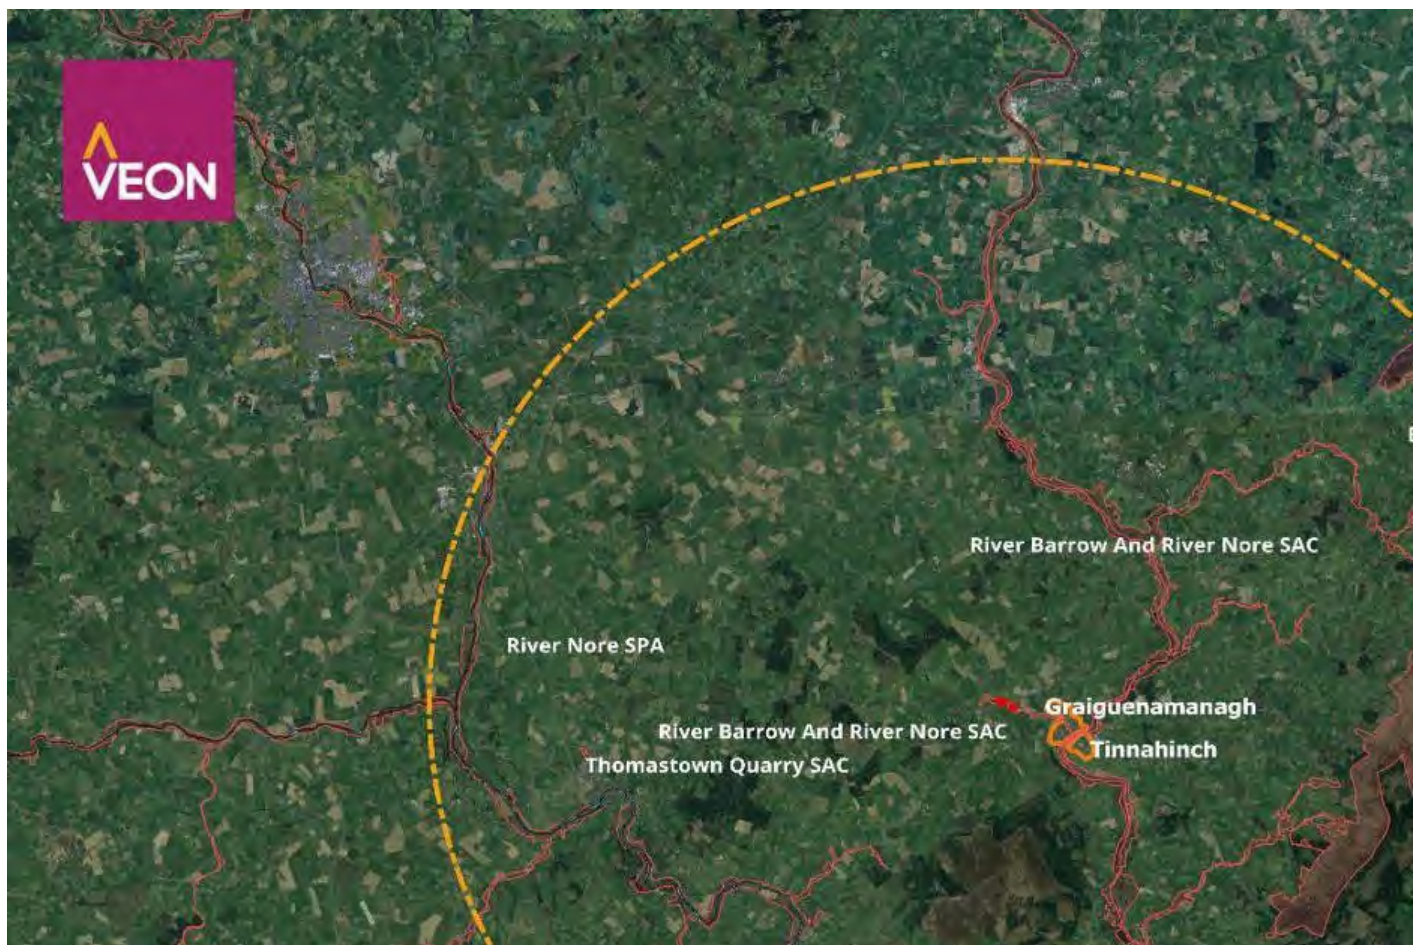 VEON
River Barrow And River Nore SAC
River Nore SPA
Graiguenamanagh
River Barrow And River Nore SAC
Tinnahinch
Thomastown Quarry SAC